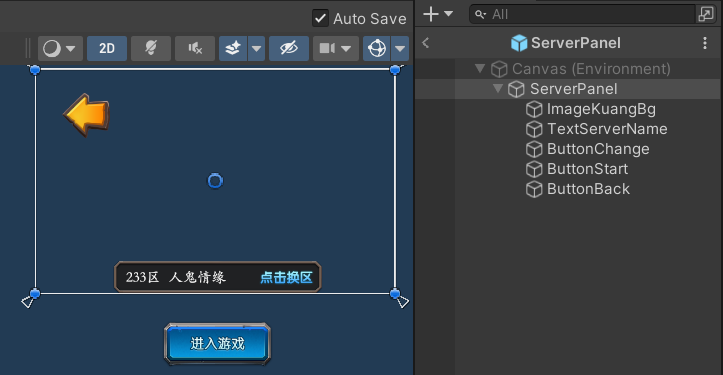 Auto Save
2D
233区 人鬼情缘 点击换区
进入游戏
All
ServerPanel
Canvas (Environment)
ServerPanel
ImageKuangBg
TextServerName
ButtonChange
ButtonStart
ButtonBack